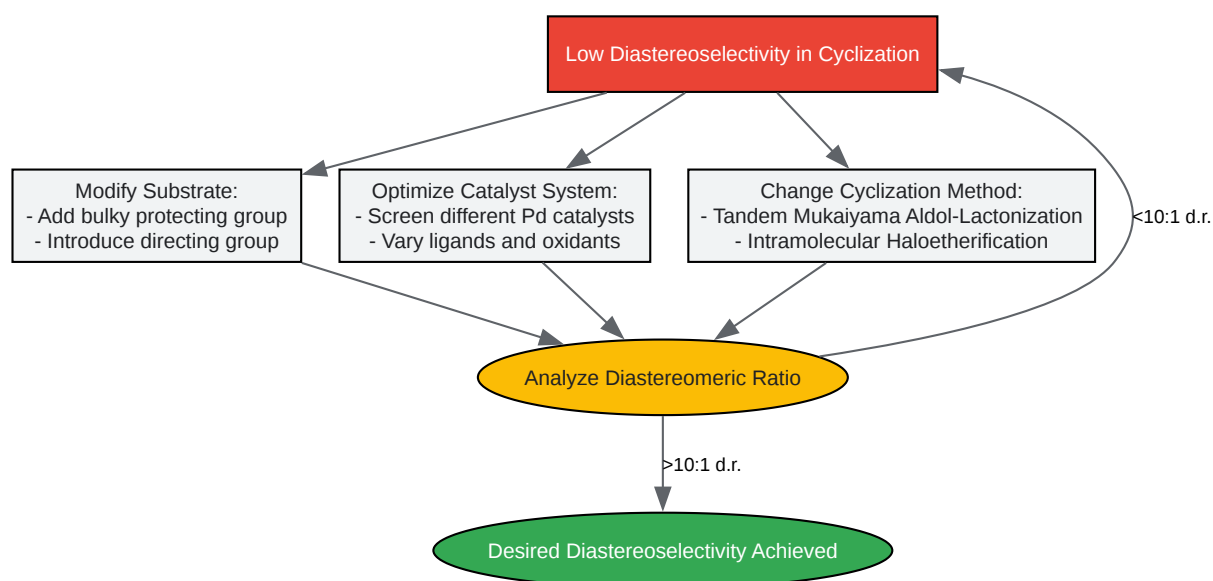 Low Diastereoselectivity in Cyclization
Modify Substrate:
- Add bulky protecting group
- Introduce directing group
Optimize Catalyst System:
- Screen different Pd catalysts
- Vary ligands and oxidants
Change Cyclization Method:
- Tandem Mukaiyama Aldol-Lactonization
- Intramolecular Haloetherification
<10:1 d.r.
Analyze Diastereomeric Ratio
>10:1 d.r.
Desired Diastereoselectivity Achieved